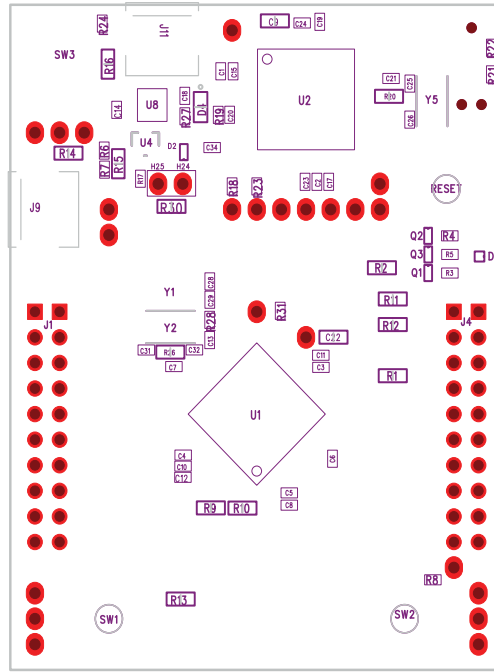 R24
J11
C9
C24
C19
SW3
R16
R22
C1
C15
R21
C21
C25
U8
C18
D4
U2
R20
Y5
C14
R27
R19
C20
C26
U4
R14
R6
D2
C34
R15
R7
H25
H24
R17
R18
R23
C23
C2
C17
RESET
J9
R30
Q2
R4
Q3
R5
D
R2
Q1
R3
C28
Y1
C29
R11
R31
J1
R28
J4
Y2
R12
C13
C22
C31
R26
C32
C11
C7
C3
R1
U1
C4
C6
C10
C12
C5
R9
R10
C8
R8
R13
SW1
SW2